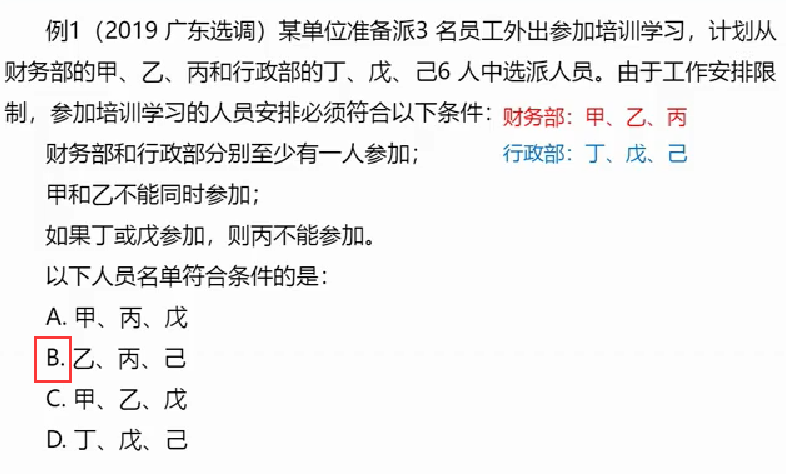 例1（2019 广东选调）某单位准备派3 名员工外出参加培训学习，计划从
财务部的甲、乙、丙和行政部的丁、戊、己6 人中选派人员。由于工作安排限
制，参加培训学习的人员安排必须符合以下条件：财务部：甲、乙、丙
财务部和行政部分别至少有一人参加；行政部：丁、戊、己
甲和乙不能同时参加；
如果丁或戊参加，则丙不能参加。
以下人员名单符合条件的是：
A. 甲、丙、戊
B. 乙、丙、己
C. 甲、乙、戊
D. 丁、戊、己